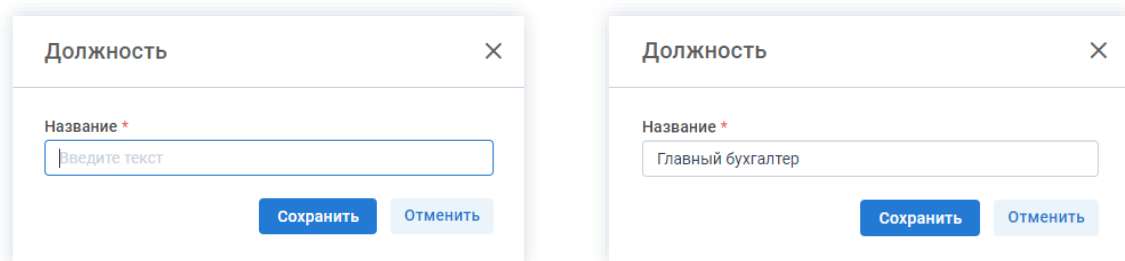 Должность
Название *
Введите текст
Сохранить Отменить
Должность
Название *
Главный бухгалтер
Сохранить Отменить